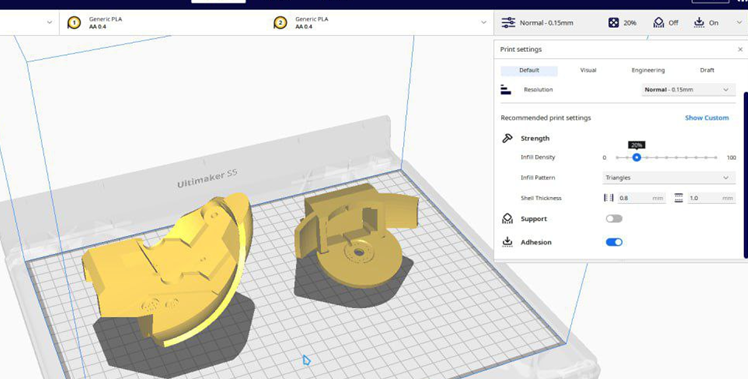 1 Generic PLA
AA 0.4
2 Generic PLA
AA 0.4
Normal - 0.15mm 20% Off On
Print settings ×
Default Visual Engineering Draft
Resolution Normal - 0.15mm
Recommended print settings Show Custom
Strength
20%
Infill Density 0 100
Infill Pattern Triangles
Shell Thickness 0.8 mm 1.0 mm
Support
Adhesion
Ultimaker S5